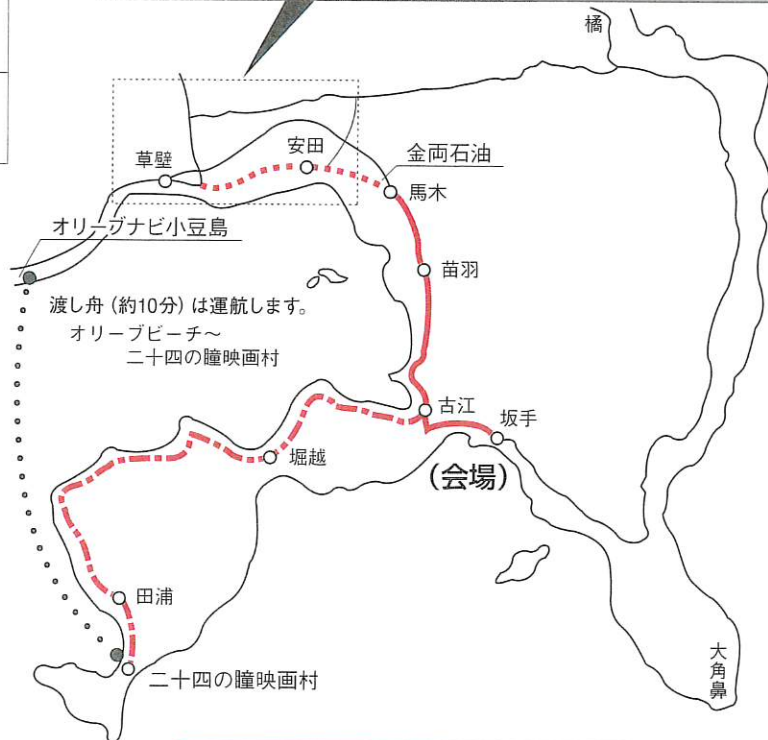 橘
安田
金両石油
草壁
馬木
オリーブナビ小豆島
苗羽
渡し舟(約10分)は運航します。
オリーブビーチ〜
二十四の瞳映画村
古江
坂手
堀越
(会場)
田浦
大角鼻
二十四の瞳映画村